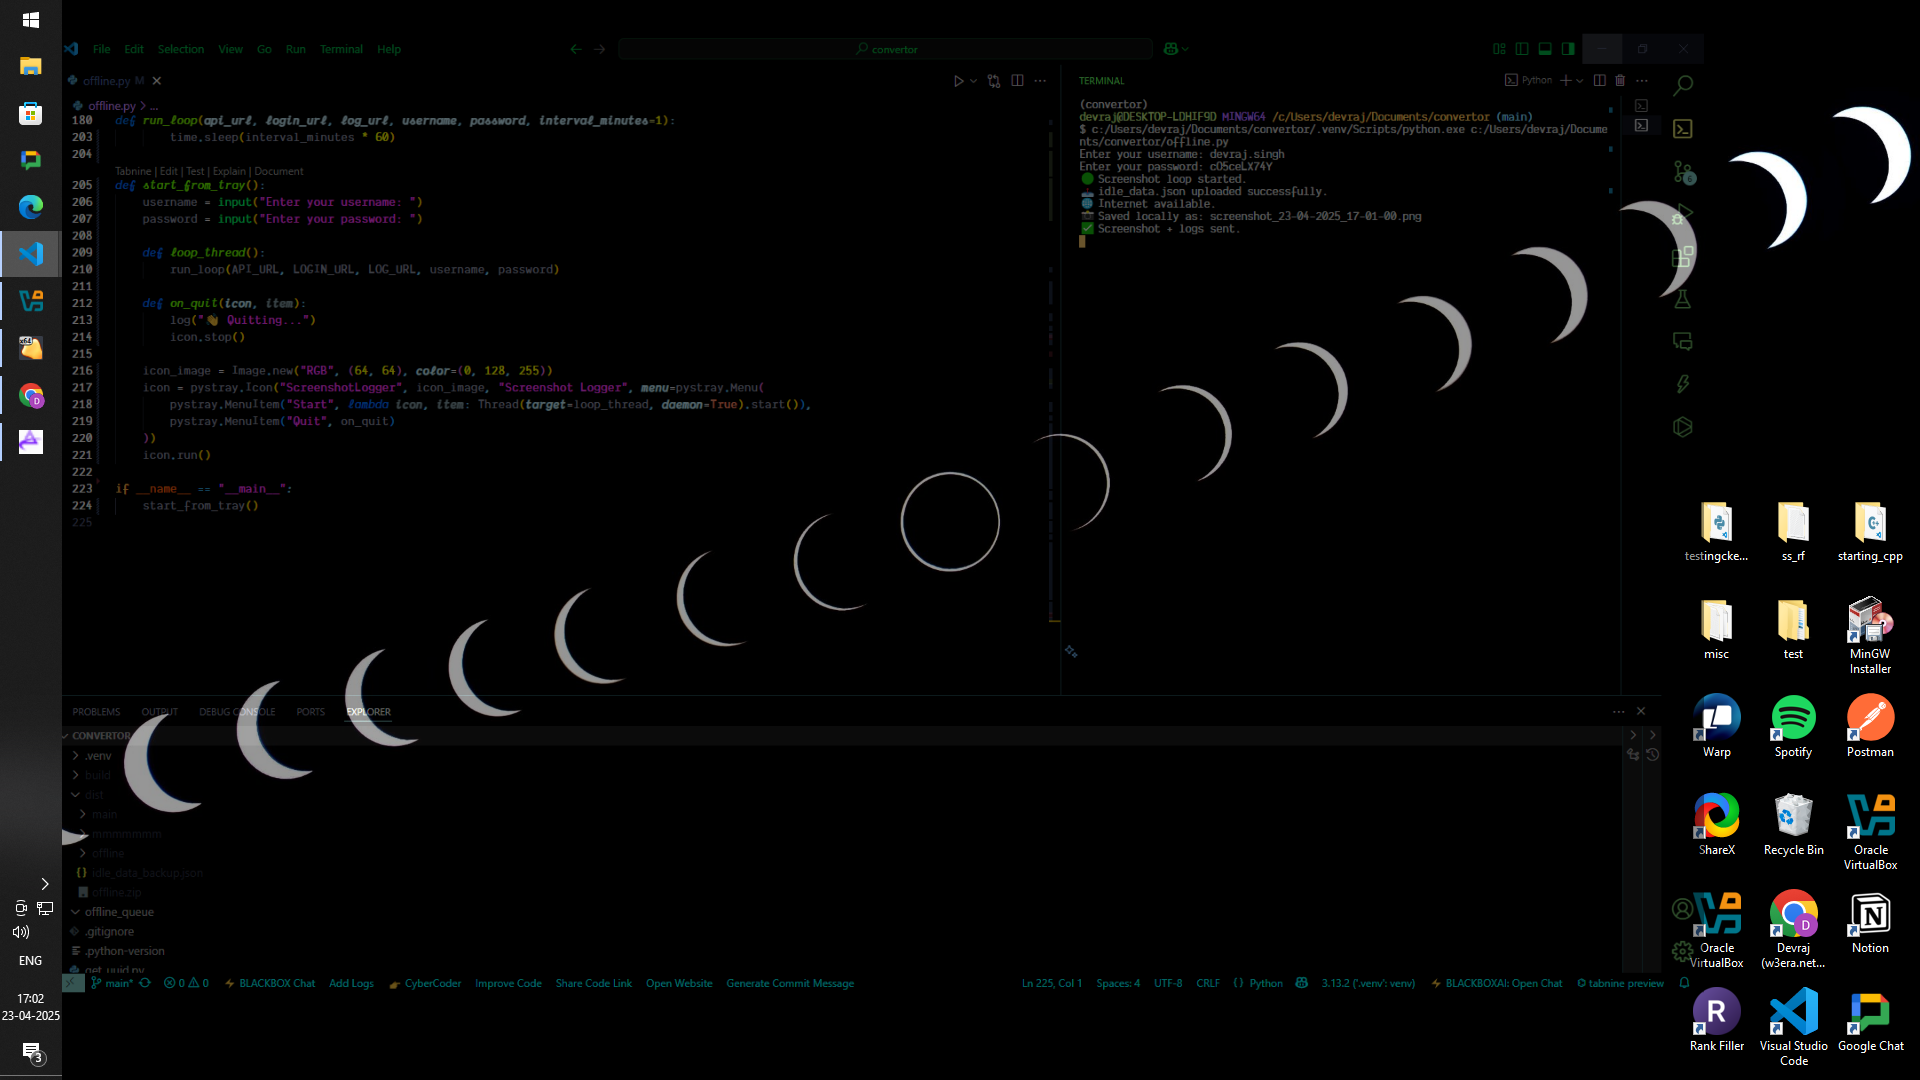 File Edit Selection View Go Run Terminal Help
convertor
offline.py M
offline.py > ...
180 def run_loop(api_url, login_url, log_url, username, password, interval_minutes=1):
203 time.sleep(interval_minutes * 60)
204
Tabnine | Edit | Test | Explain | Document
205 def start_from_tray():
206 username = input("Enter your username: ")
207 password = input("Enter your password: ")
208
209 def loop_thread():
210 run_loop(API_URL, LOGIN_URL, LOG_URL, username, password)
211
212 def on_quit(icon, item):
213 log("👋 Quitting...")
214 icon.stop()
215
216 icon_image = Image.new("RGB", (64, 64), color=(0, 128, 255))
217 icon = pystray.Icon("ScreenshotLogger", icon_image, "Screenshot Logger", menu=pystray.Menu(
218 pystray.MenuItem("Start", lambda icon, item: Thread(target=loop_thread, daemon=True).start()),
219 pystray.MenuItem("Quit", on_quit)
220 ))
221 icon.run()
222
223 if __name__ == "__main__":
224 start_from_tray()
225
TERMINAL
Python
(convertor)
devraj@DESKTOP-LDHIF9D MINGW64 /c/Users/devraj/Documents/convertor (main)
$ c:/Users/devraj/Documents/convertor/.venv/Scripts/python.exe c:/Users/devraj/Docume
nts/convertor/offline.py
Enter your username: devraj.singh
Enter your password: cO5ceLX74Y
🟢 Screenshot loop started.
idle_data.json uploaded successfully.
🌐 Internet available.
Saved locally as: screenshot_23-04-2025_17-01-00.png
✅ Screenshot + logs sent.
6
PROBLEMS OUTPUT DEBUG CONSOLE PORTS EXPLORER
CONVERTOR
.venv
build
dist
main
mmmmmmm
offline
{} idle_data_backup.json
offline.zip
offline_queue
.gitignore
.python-version
get_uuid.py
main* 0 0 BLACKBOX Chat Add Logs CyberCoder Improve Code Share Code Link Open Website Generate Commit Message
Ln 225, Col 1 Spaces: 4 UTF-8 CRLF {} Python 3.13.2 ('.venv': venv) BLACKBOXAI: Open Chat tabnine preview
testingcke... ss_rf starting_cpp
misc test MinGW
Installer
Warp Spotify Postman
ShareX Recycle Bin Oracle
VirtualBox
Oracle
VirtualBox
Devraj
(w3era.net...
Notion
Rank Filler Visual Studio
Code
Google Chat
x64
D
ENG
17:02
23-04-2025
3